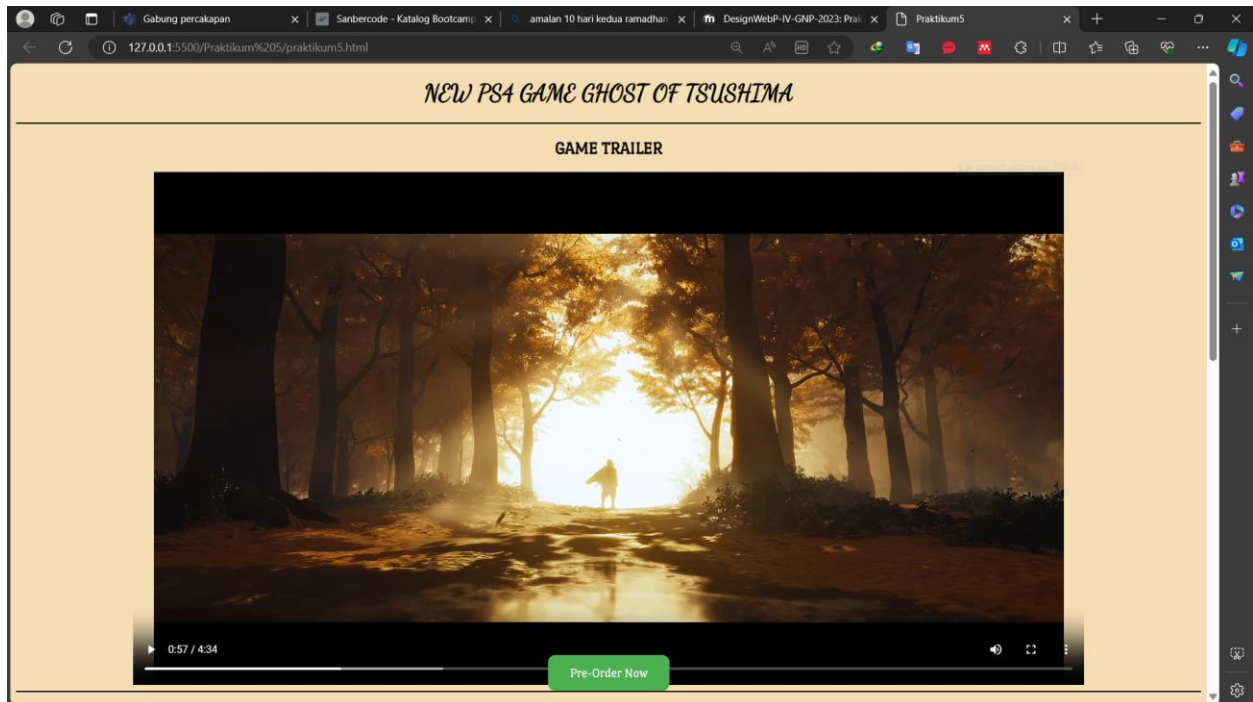 Gabung percakapan
Sanbercode - Katalog Bootcamp
amalan 10 hari kedua ramadhan
DesignWebP-IV-GNP-2023: Prak
Praktikum5
127.0.0.1:5500/Praktikum%205/praktikum5.html
NEW PS4 GAME GHOST OF TSUSHIMA
GAME TRAILER
0:57 / 4:34
Pre-Order Now